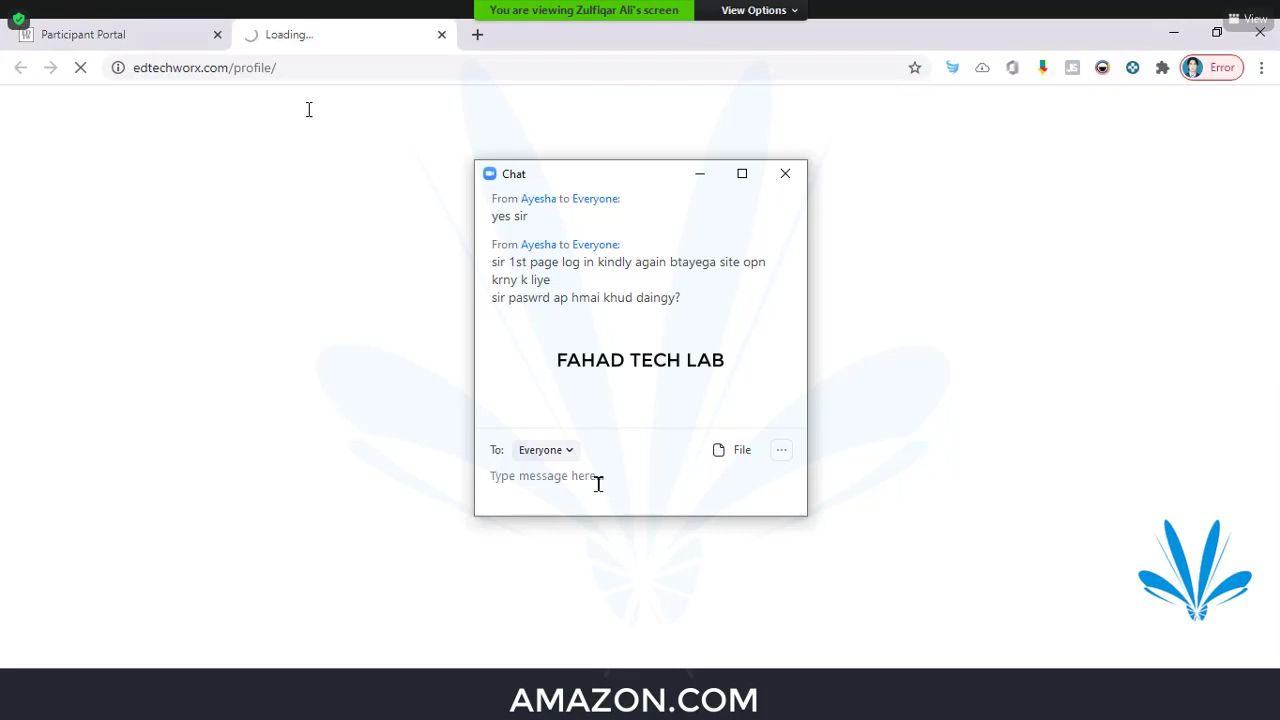 You are viewing Zulfiqar Ali's screen
View Options
View
Participant Portal
Loading...
edtechworx.com/profile/
Error
Chat
From Ayesha to Everyone:
yes sir
From Ayesha to Everyone:
sir 1st page log in kindly again btayega site opn
krny k liye
sir paswrd ap hmai khud daingy?
FAHAD TECH LAB
To: Everyone
File
Type message here...
AMAZON.COM